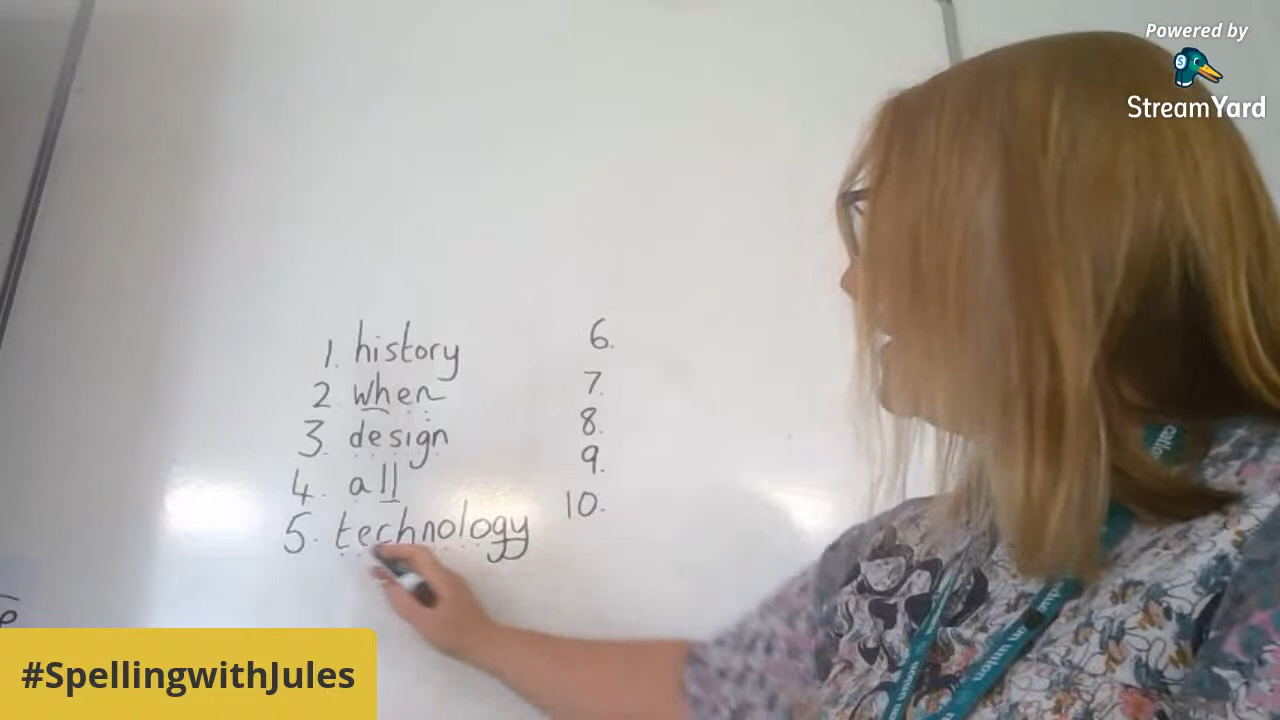 Powered by
StreamYard
1. history
2 when
3. design
4. all
5. technology
6.
7.
8.
9.
10.
#SpellingwithJules